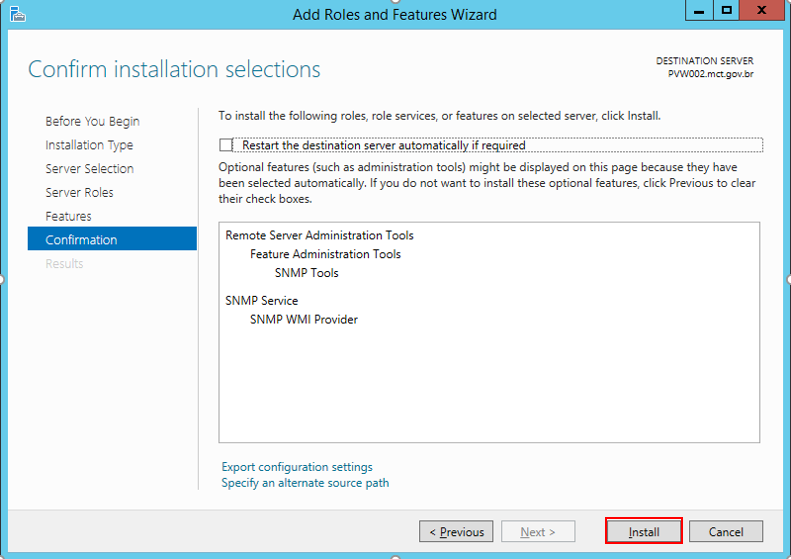 Add Roles and Features Wizard
Confirm installation selections
DESTINATION SERVER
PVW002.mct.gov.br
Before You Begin
Installation Type
Server Selection
Server Roles
Features
Confirmation
Results
To install the following roles, role services, or features on selected server, click Install.
Restart the destination server automatically if required
Optional features (such as administration tools) might be displayed on this page because they have
been selected automatically. If you do not want to install these optional features, click Previous to clear
their check boxes.
Remote Server Administration Tools
Feature Administration Tools
SNMP Tools
SNMP Service
SNMP WMI Provider
Export configuration settings
Specify an alternate source path
< Previous
Next >
Install
Cancel